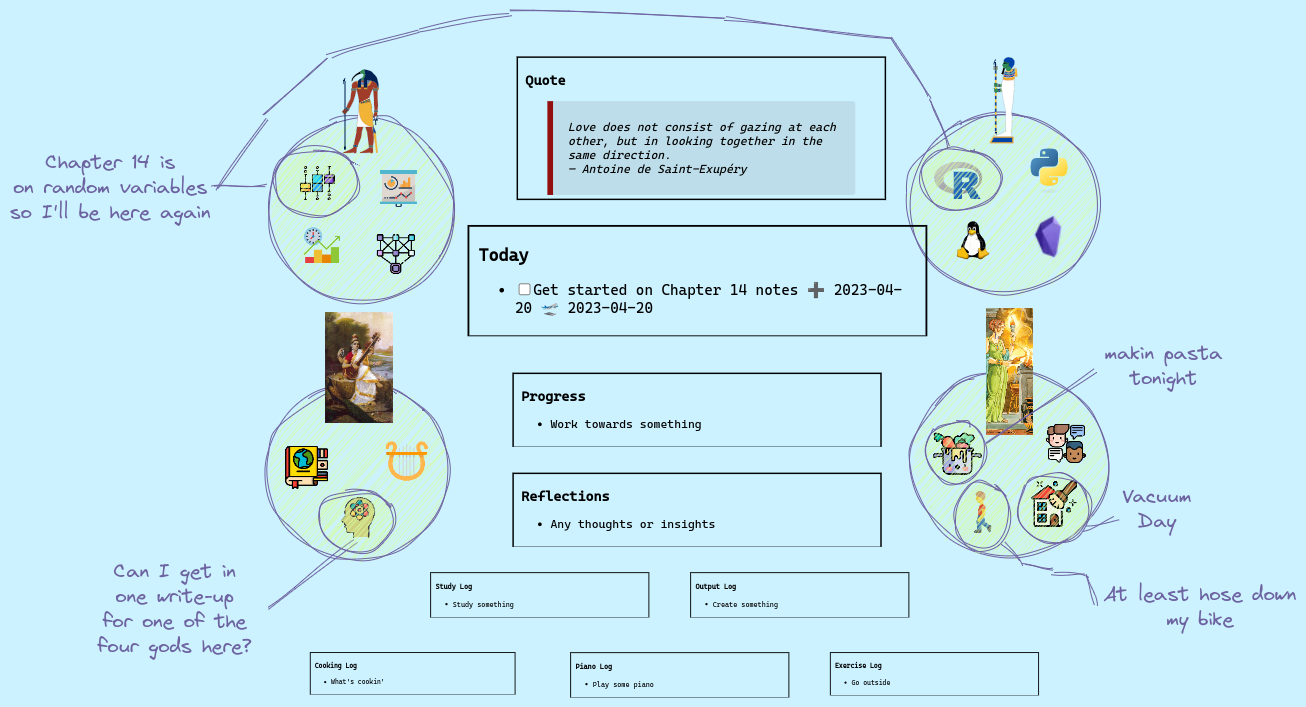 Quote
Love does not consist of gazing at each
other, but in looking together in the
same direction.
— Antoine de Saint-Exupéry
Chapter 14 is
on random variables
so I'll be here again
R
Today
• Get started on Chapter 14 notes ➕ 2023-04-
20 🛫 2023-04-20
makin pasta
tonight
Progress
• Work towards something
Reflections
• Any thoughts or insights
Vacuum
Day
Can I get in
one write-up
for one of the
four gods here?
At least hose down
my bike
Study Log
• Study something
Output Log
• Create something
Cooking Log
• What's cookin'
Piano Log
• Play some piano
Exercise Log
• Go outside